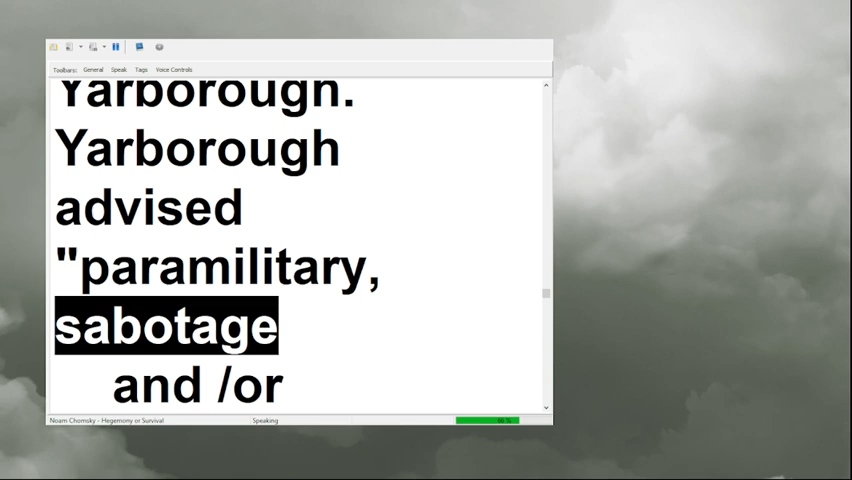 Toolbars: General Speak Tags Voice Controls
Yarborough.
Yarborough
advised
"paramilitary,
sabotage
and /or
Noam Chomsky - Hegemony or Survival Speaking 66 %